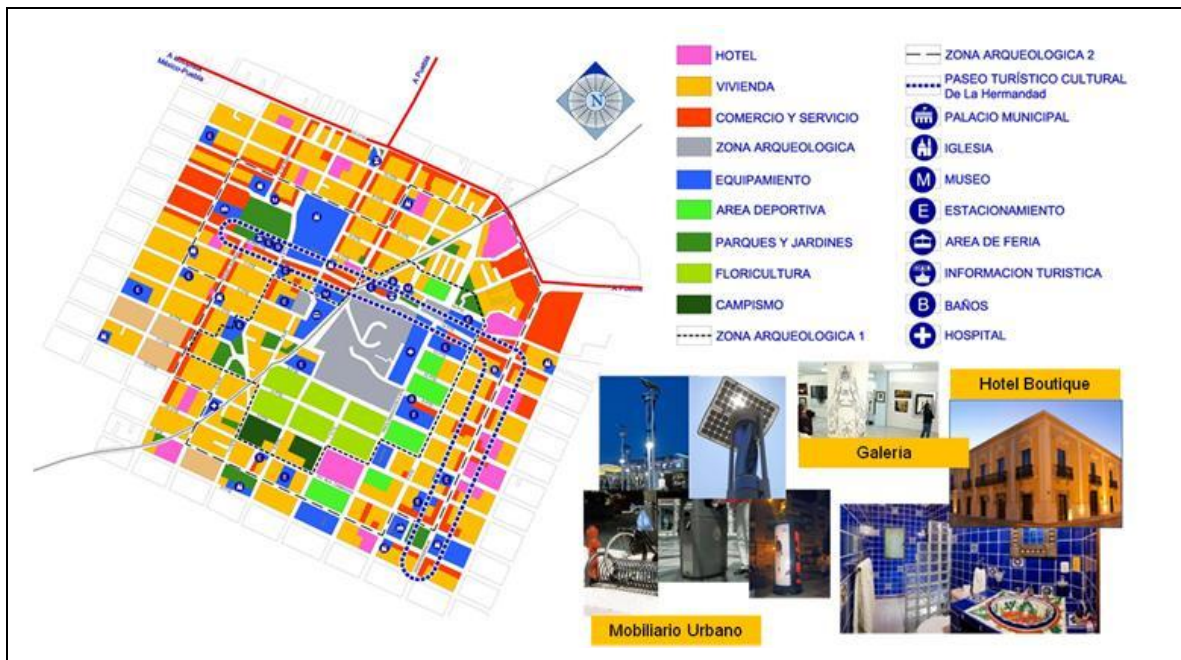 A autopista
México-Puebla
A Puebla
A Puebla
N
HOTEL
VIVIENDA
COMERCIO Y SERVICIO
ZONA ARQUEOLOGICA
EQUIPAMIENTO
AREA DEPORTIVA
PARQUES Y JARDINES
FLORICULTURA
CAMPISMO
ZONA ARQUEOLOGICA 1
ZONA ARQUEOLOGICA 2
PASEO TURÍSTICO CULTURAL
De La Hermandad
PALACIO MUNICIPAL
IGLESIA
M MUSEO
E ESTACIONAMIENTO
AREA DE FERIA
INFORMACION TURISTICA
B BAÑOS
HOSPITAL
Hotel Boutique
Galería
Mobiliario Urbano